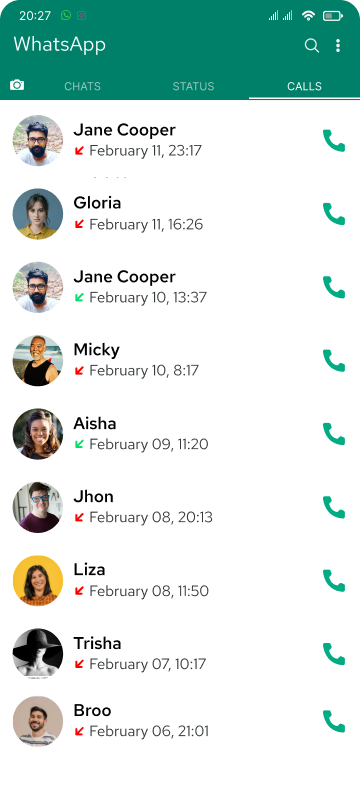 20:27
WhatsApp
CHATS STATUS CALLS
Jane Cooper
February 11, 23:17
Gloria
February 11, 16:26
Jane Cooper
February 10, 13:37
Micky
February 10, 8:17
Aisha
February 09, 11:20
Jhon
February 08, 20:13
Liza
February 08, 11:50
Trisha
February 07, 10:17
Broo
February 06, 21:01